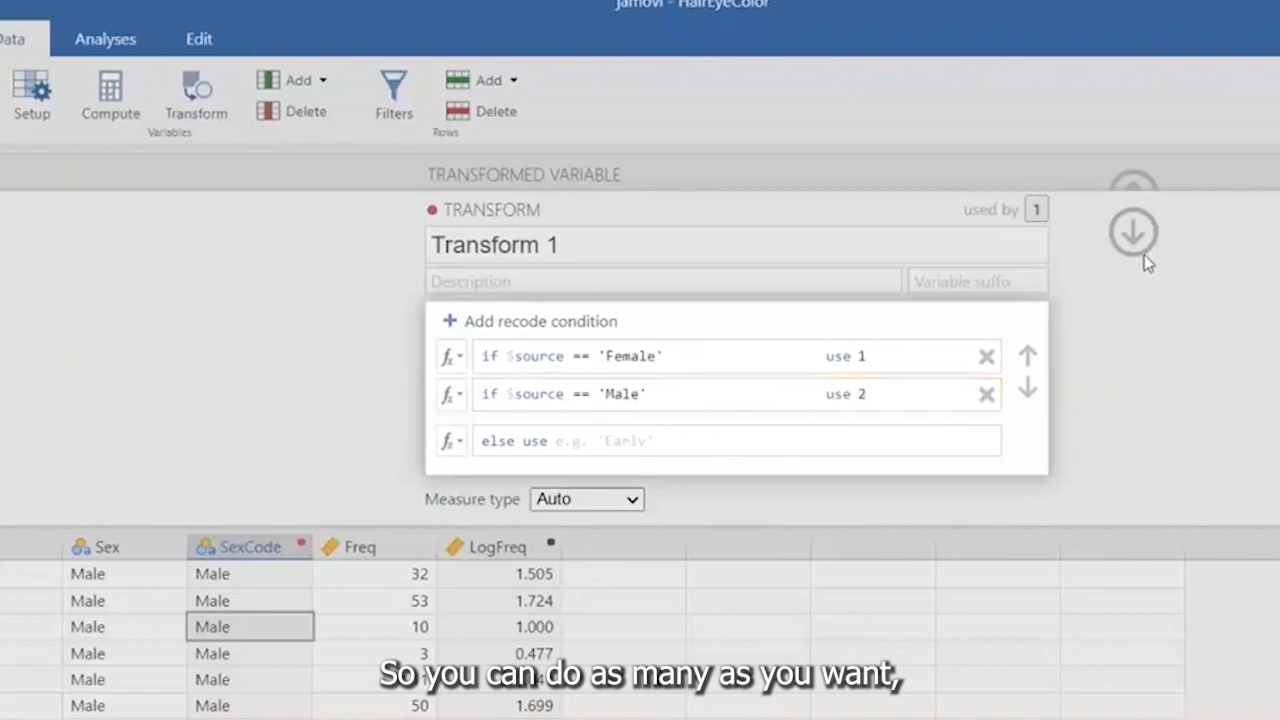 jamovi - HairEyeColor
Data Analyses Edit
Setup Compute Transform Add Delete Filters Add Delete
Variables Rows
TRANSFORMED VARIABLE
TRANSFORM used by 1
Transform 1
Description Variable suffix
+ Add recode condition
fx if $source == 'Female' use 1
fx if $source == 'Male' use 2
fx else use e.g. 'Early'
Measure type Auto
Sex SexCode Freq LogFreq
Male Male 32 1.505
Male Male 53 1.724
Male Male 10 1.000
Male Male 3 0.477
Male Male
Male Male 50 1.699
So you can do as many as you want,